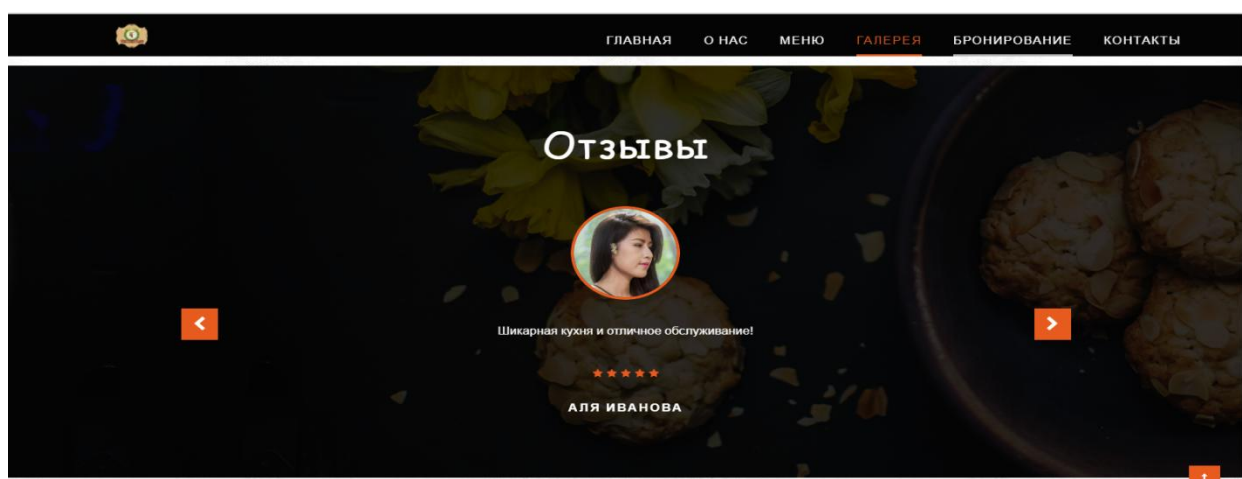 ГЛАВНАЯ О НАС МЕНЮ ГАЛЕРЕЯ БРОНИРОВАНИЕ КОНТАКТЫ
Отзывы
Шикарная кухня и отличное обслуживание!
АЛЯ ИВАНОВА